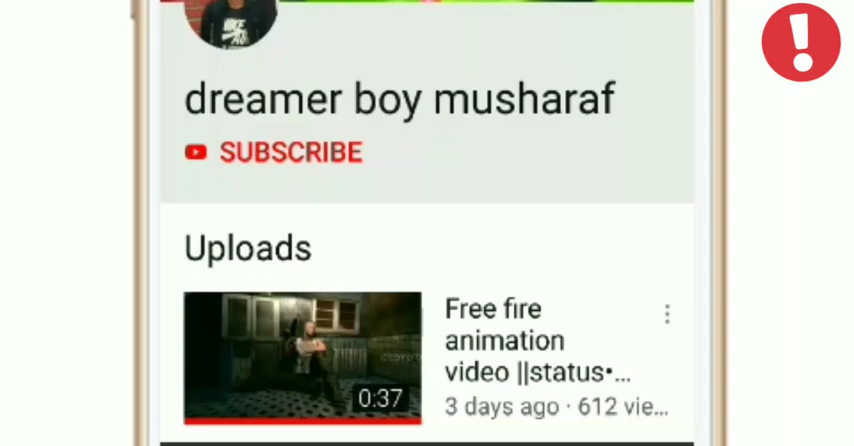 dreamer boy musharaf
SUBSCRIBE
Uploads
Free fire
animation
video ||status•...
3 days ago · 612 vie...
0:37